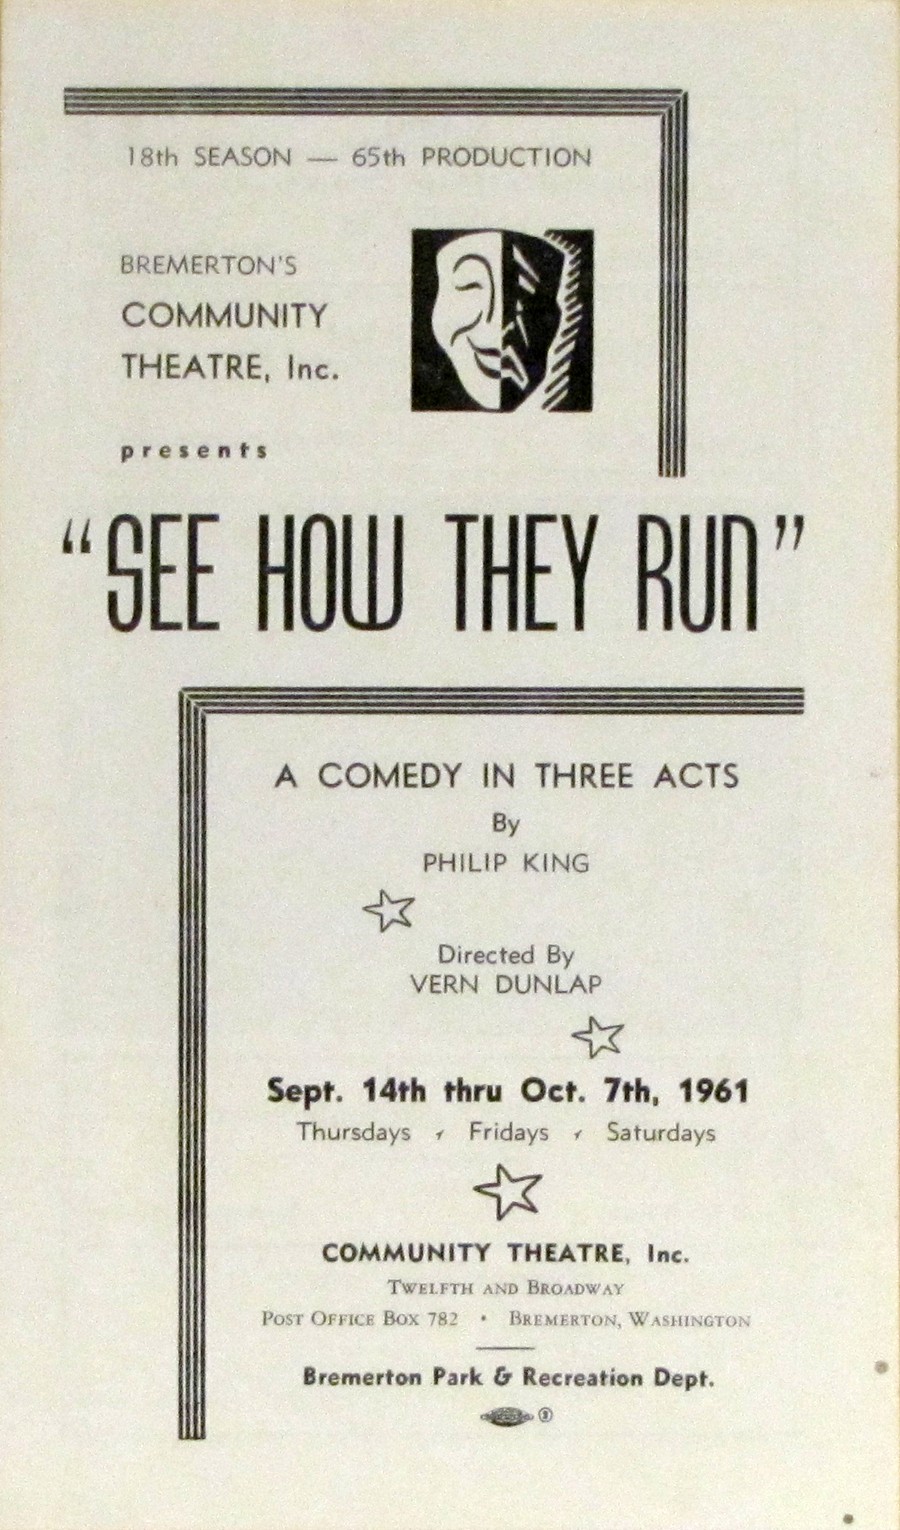 18th SEASON — 65th PRODUCTION
BREMERTON'S
COMMUNITY
THEATRE, Inc.
presents
“SEE HOW THEY RUN”
A COMEDY IN THREE ACTS
By
PHILIP KING
Directed By
VERN DUNLAP
Sept. 14th thru Oct. 7th, 1961
Thursdays - Fridays - Saturdays
COMMUNITY THEATRE, Inc.
TWELFTH AND BROADWAY
POST OFFICE BOX 782 • BREMERTON, WASHINGTON
Bremerton Park & Recreation Dept.